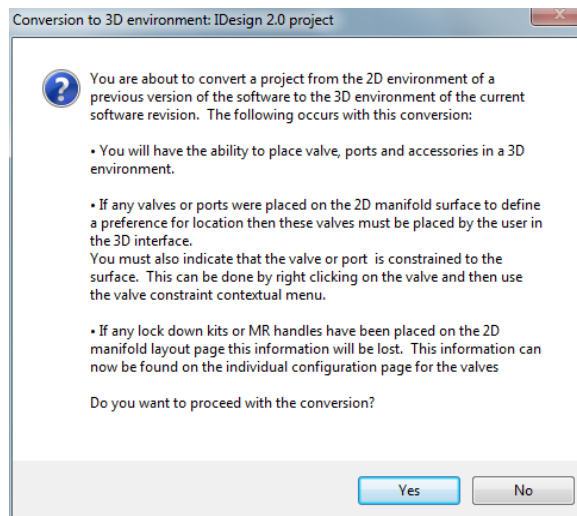 Conversion to 3D environment: IDesign 2.0 project
You are about to convert a project from the 2D environment of a
previous version of the software to the 3D environment of the current
software revision.  The following occurs with this conversion:
• You will have the ability to place valve, ports and accessories in a 3D
environment.
• If any valves or ports were placed on the 2D manifold surface to define
a preference for location then these valves must be placed by the user in
the 3D interface.
You must also indicate that the valve or port  is constrained to the
surface.  This can be done by right clicking on the valve and then use
the valve constraint contextual menu.
• If any lock down kits or MR handles have been placed on the 2D
manifold layout page this information will be lost.  This information can
now be found on the individual configuration page for the valves
Do you want to proceed with the conversion?
Yes
No